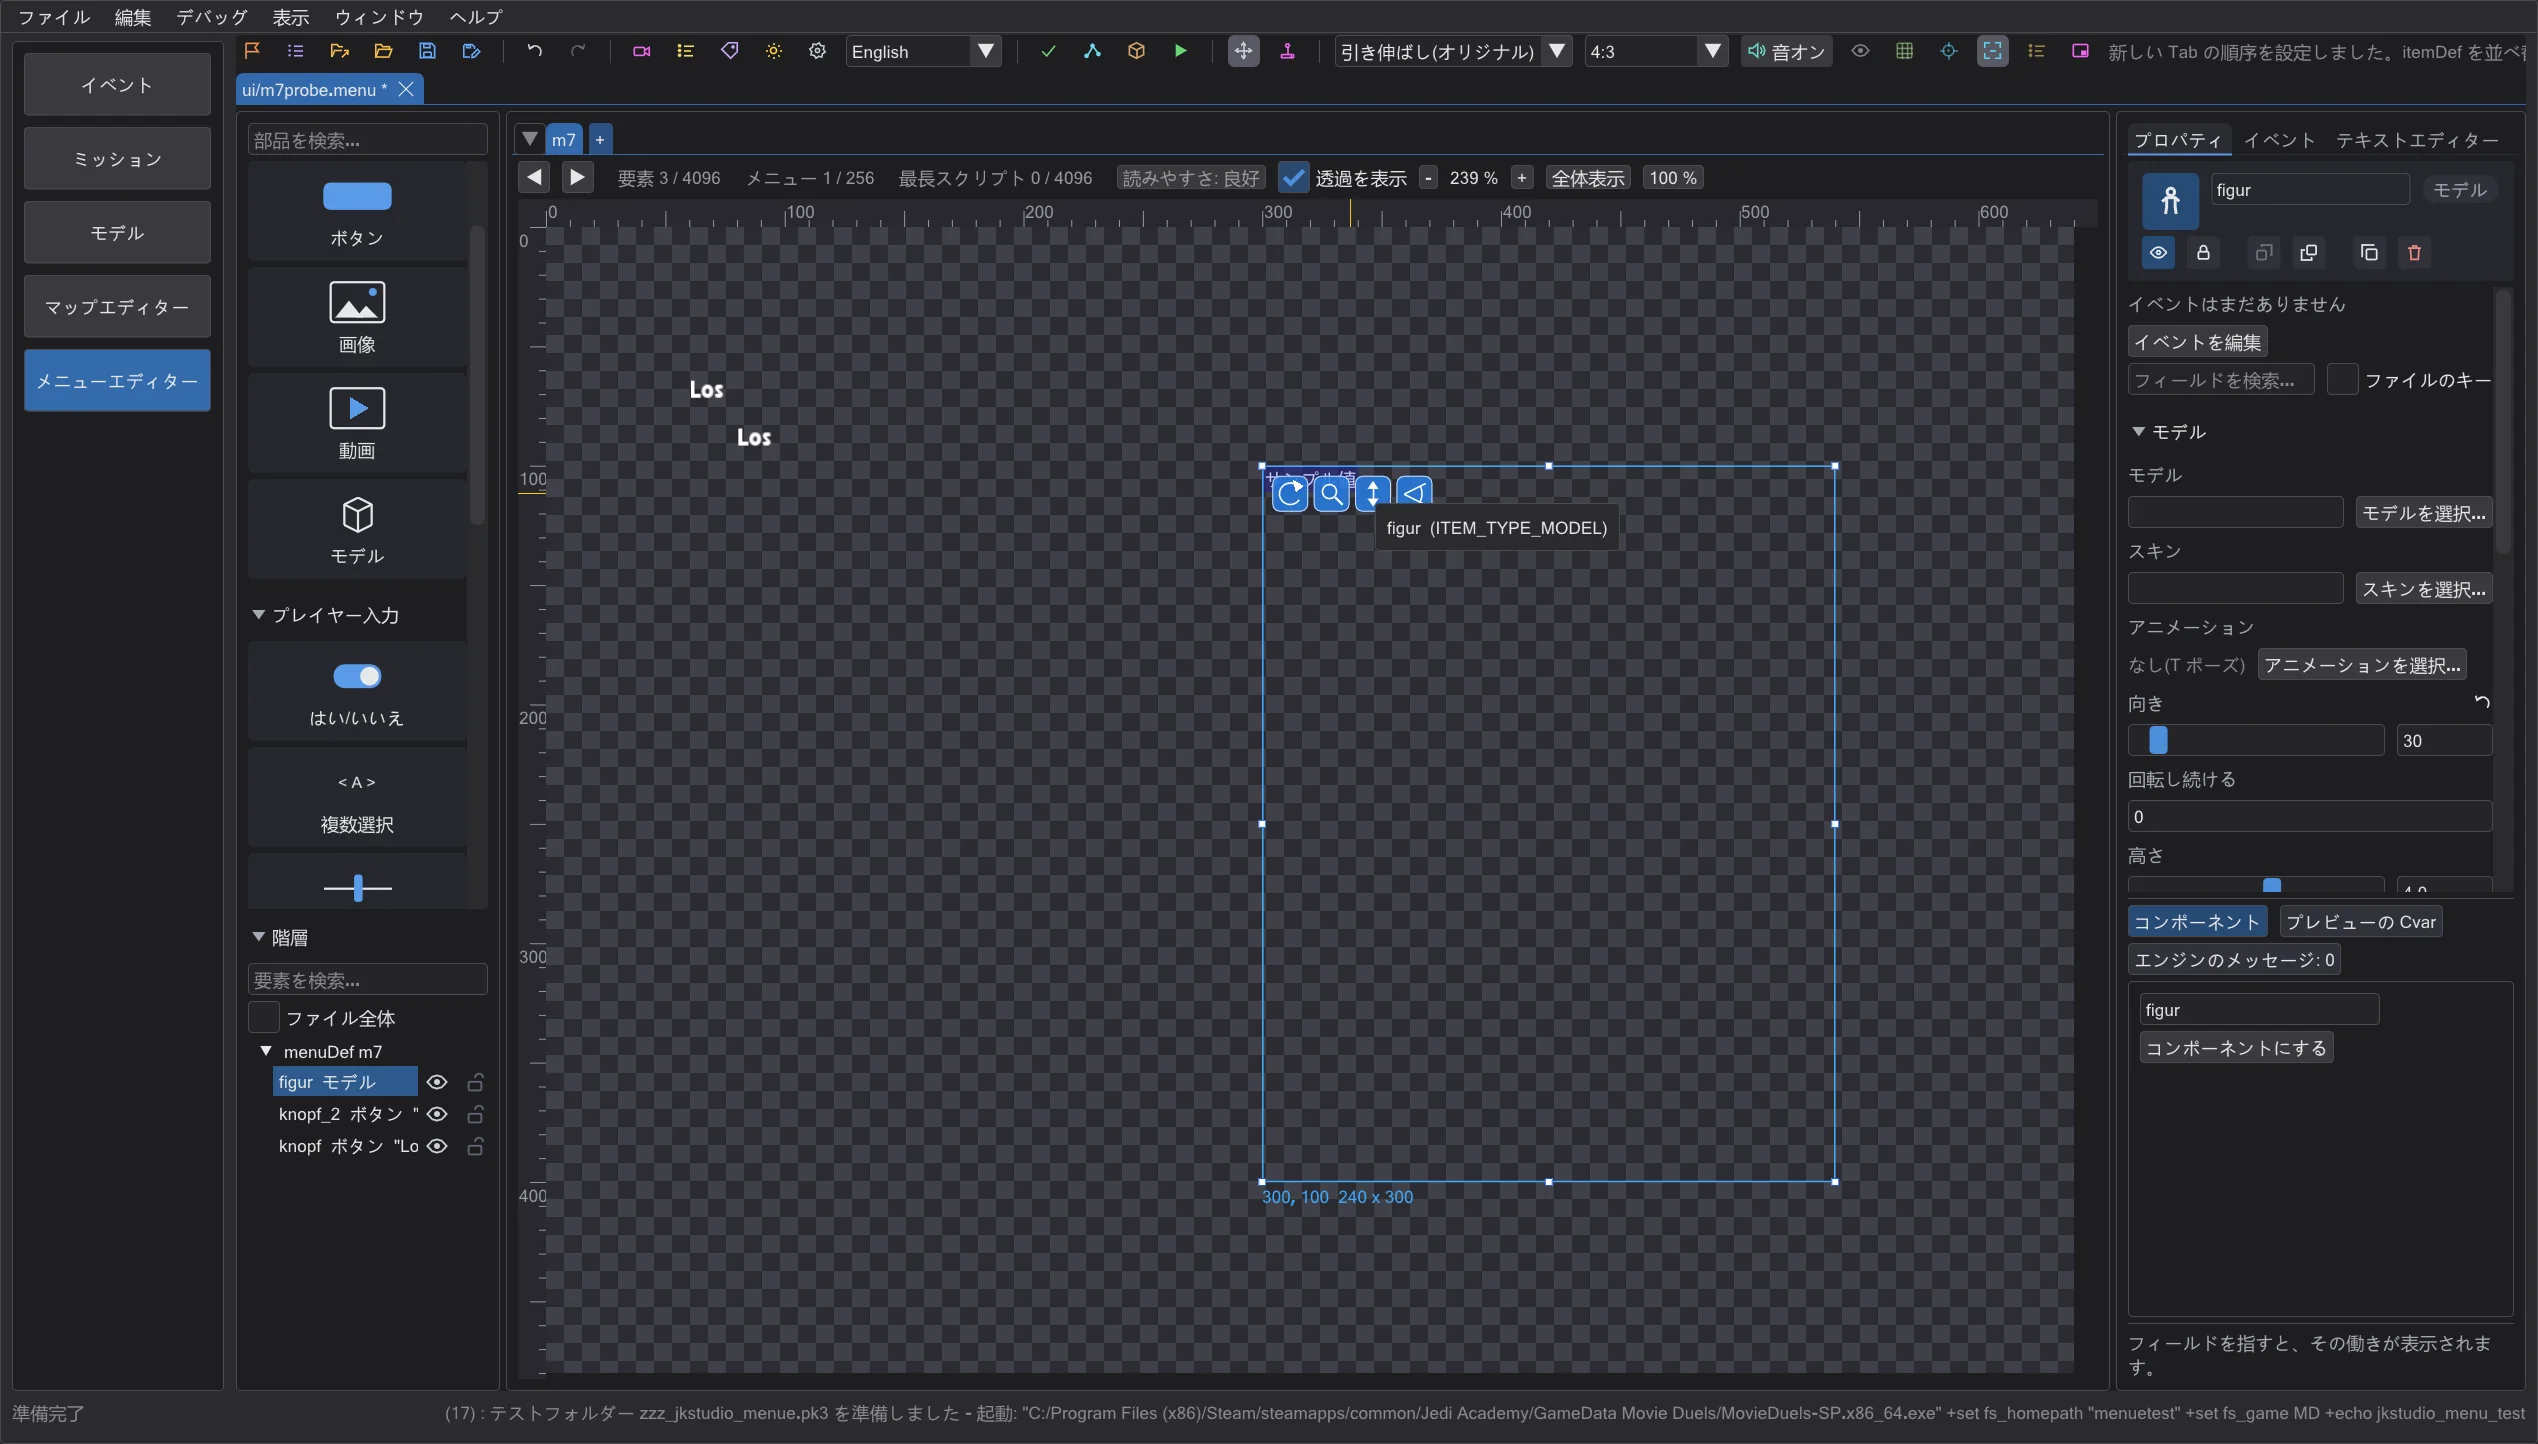 ファイル 編集 デバッグ 表示 ウィンドウ ヘルプ
English
引き伸ばし(オリジナル)
4:3
音オン
新しい Tab の順序を設定しました。itemDef を並べ
イベント
ミッション
モデル
マップエディター
メニューエディター
ui/m7probe.menu *
部品を検索...
ボタン
画像
動画
モデル
プレイヤー入力
はい/いいえ
< A >
複数選択
階層
要素を検索...
ファイル全体
menuDef m7
figur モデル
knopf_2 ボタン "
knopf ボタン "Lo
m7 +
要素 3 / 4096 メニュー 1 / 256 最長スクリプト 0 / 4096 読みやすさ: 良好 透過を表示 - 239 % + 全体表示 100 %
0 100 200 300 400 500 600
0
100
200
300
400
Los
Los
サンプル値
figur (ITEM_TYPE_MODEL)
300, 100 240 x 300
プロパティ イベント テキストエディター
figur モデル
イベントはまだありません
イベントを編集
フィールドを検索... ファイルのキー
モデル
モデル
モデルを選択...
スキン
スキンを選択...
アニメーション
なし(T ポーズ) アニメーションを選択...
向き
30
回転し続ける
0
高さ
コンポーネント プレビューの Cvar
エンジンのメッセージ: 0
figur
コンポーネントにする
フィールドを指すと、その働きが表示されま
す。
準備完了
(17) : テストフォルダー zzz_jkstudio_menue.pk3 を準備しました - 起動: "C:/Program Files (x86)/Steam/steamapps/common/Jedi Academy/GameData Movie Duels/MovieDuels-SP.x86_64.exe" +set fs_homepath "menuetest" +set fs_game MD +echo jkstudio_menu_test